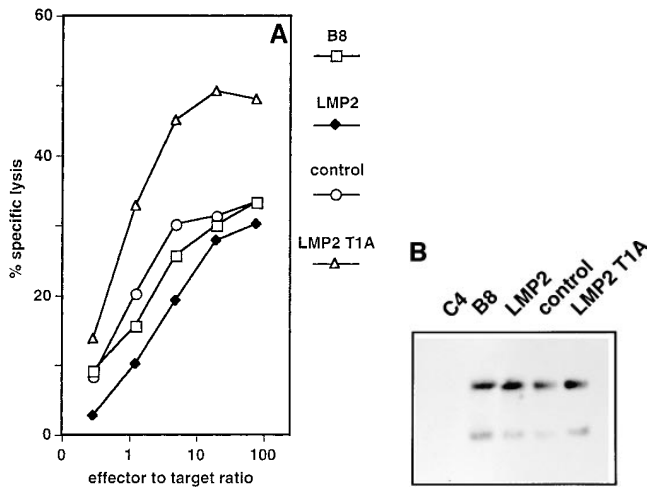 60
40
20
0
% specific lysis
0 1 10 100
effector to target ratio
A
B8
LMP2
control
LMP2 T1A
B
C4 B8 LMP2 control LMP2 T1A